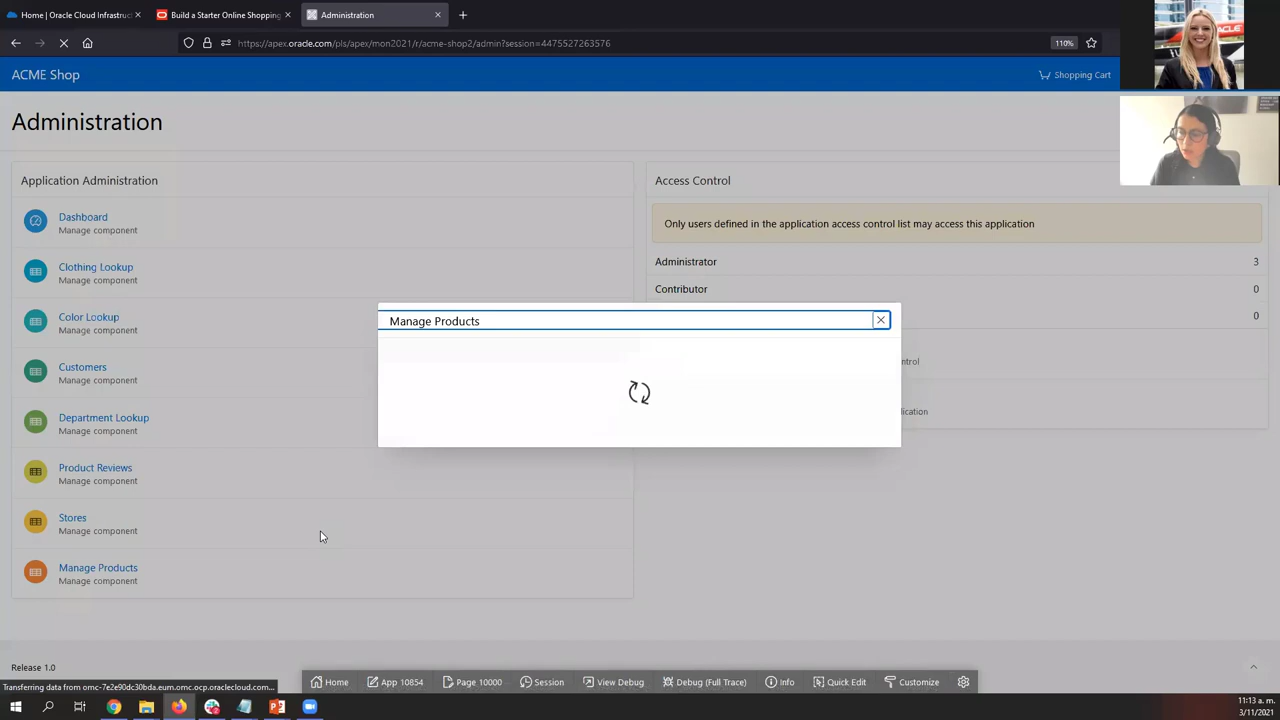 Home | Oracle Cloud Infrastruct
Build a Starter Online Shopping
Administration
https://apex.oracle.com/pls/apex/mon2021/r/acme-shop2/admin?session=4475527263576
110%
ACME Shop
Shopping Cart
ORACLE
Administration
Application Administration
Dashboard
Manage component
Clothing Lookup
Manage component
Color Lookup
Manage component
Customers
Manage component
Department Lookup
Manage component
Product Reviews
Manage component
Stores
Manage component
Manage Products
Manage component
Access Control
Only users defined in the application access control list may access this application
Administrator 3
Contributor 0
0
ntrol
lication
Manage Products
Release 1.0
Transferring data from omc-7e2e90dc30bda.eum.omc.ocp.oraclecloud.com...
Home
App 10854
Page 10000
Session
View Debug
Debug (Full Trace)
Info
Quick Edit
Customize
11:13 a. m.
3/11/2021